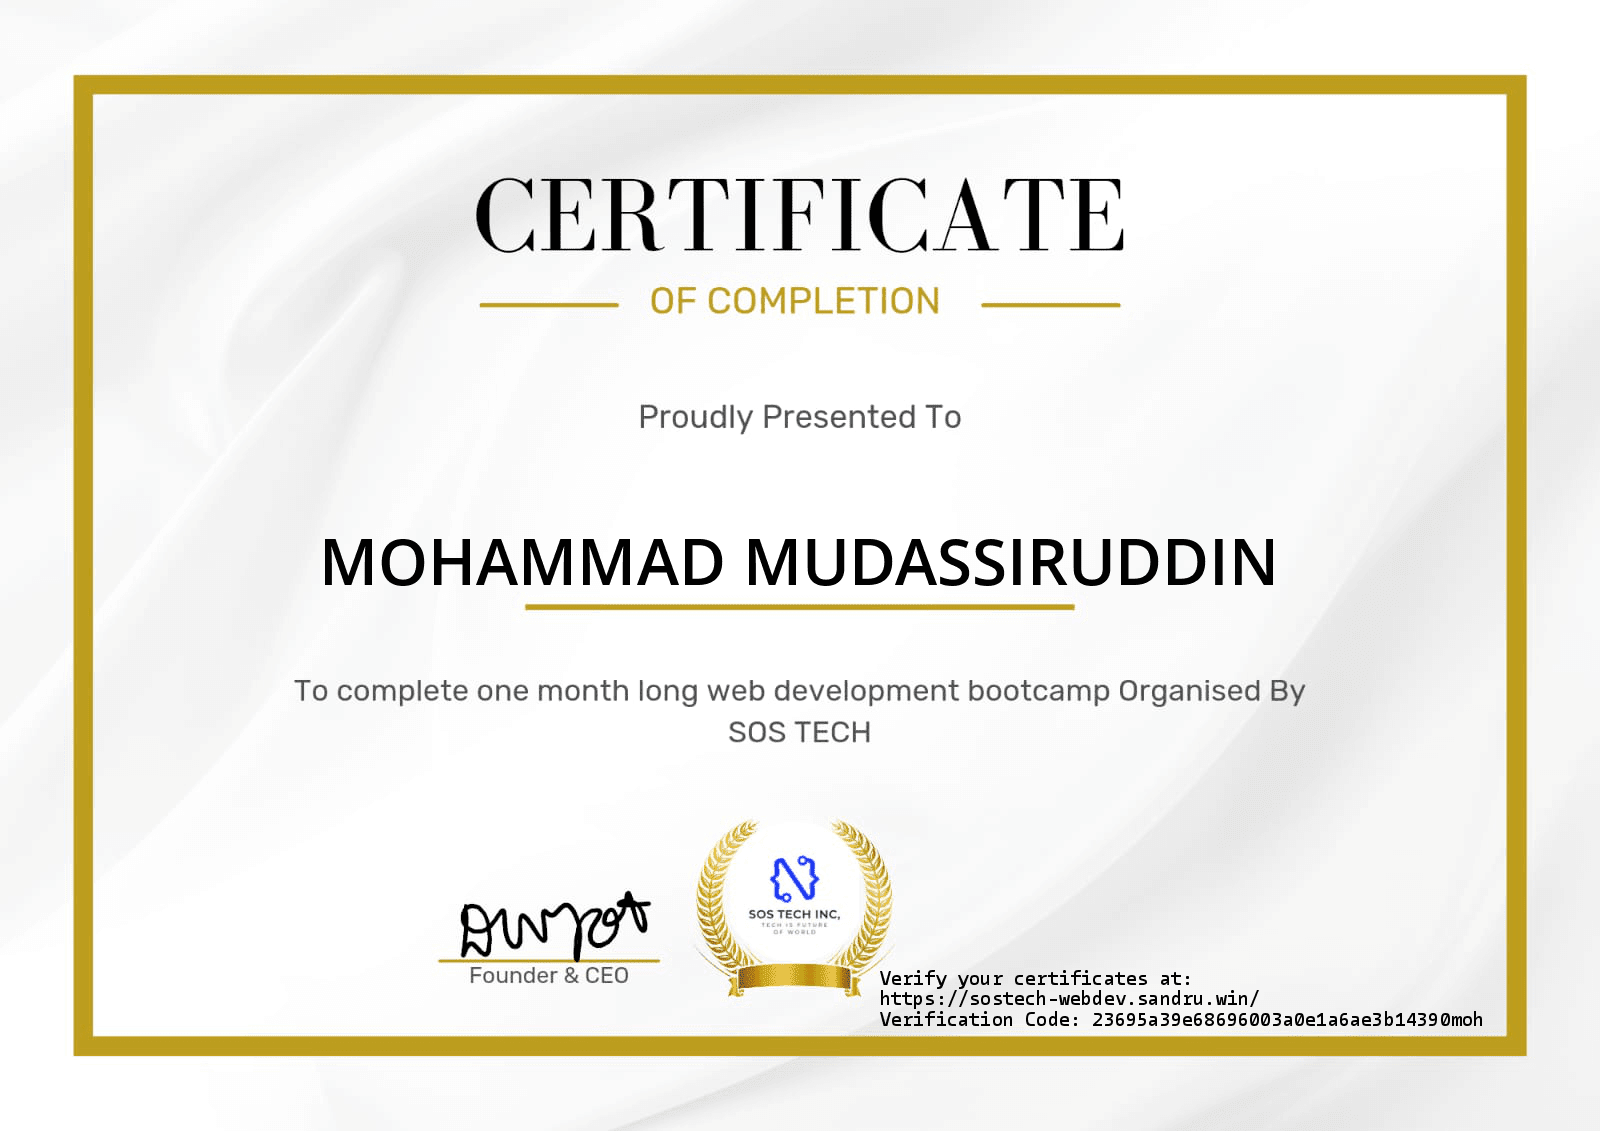 CERTIFICATE
OF COMPLETION
Proudly Presented To
MOHAMMAD MUDASSIRUDDIN
To complete one month long web development bootcamp Organised By
SOS TECH
Founder & CEO
SOS TECH INC,
TECH IS FUTURE
OF WORLD
Verify your certificates at:
https://sostech-webdev.sandru.win/
Verification Code: 23695a39e68696003a0e1a6ae3b14390moh